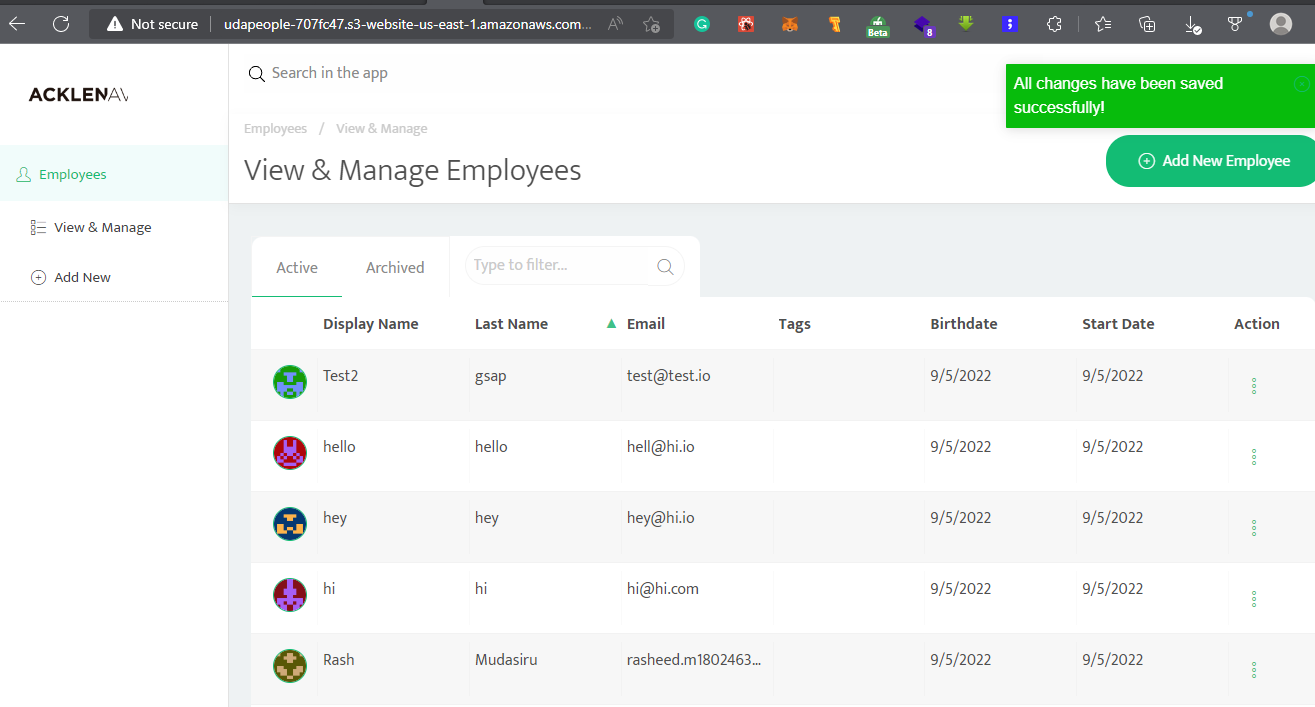 Not secure
udapeople-707fc47.s3-website-us-east-1.amazonaws.com...
A
Beta
8
ACKLENAV
Search in the app
All changes have been saved
successfully!
Employees / View & Manage
View & Manage Employees
Add New Employee
Employees
View & Manage
Add New
Active
Archived
Type to filter...
Display Name Last Name Email Tags Birthdate Start Date Action
Test2 gsap test@test.io 9/5/2022 9/5/2022
hello hello hell@hi.io 9/5/2022 9/5/2022
hey hey hey@hi.io 9/5/2022 9/5/2022
hi hi hi@hi.com 9/5/2022 9/5/2022
Rash Mudasiru rasheed.m1802463... 9/5/2022 9/5/2022